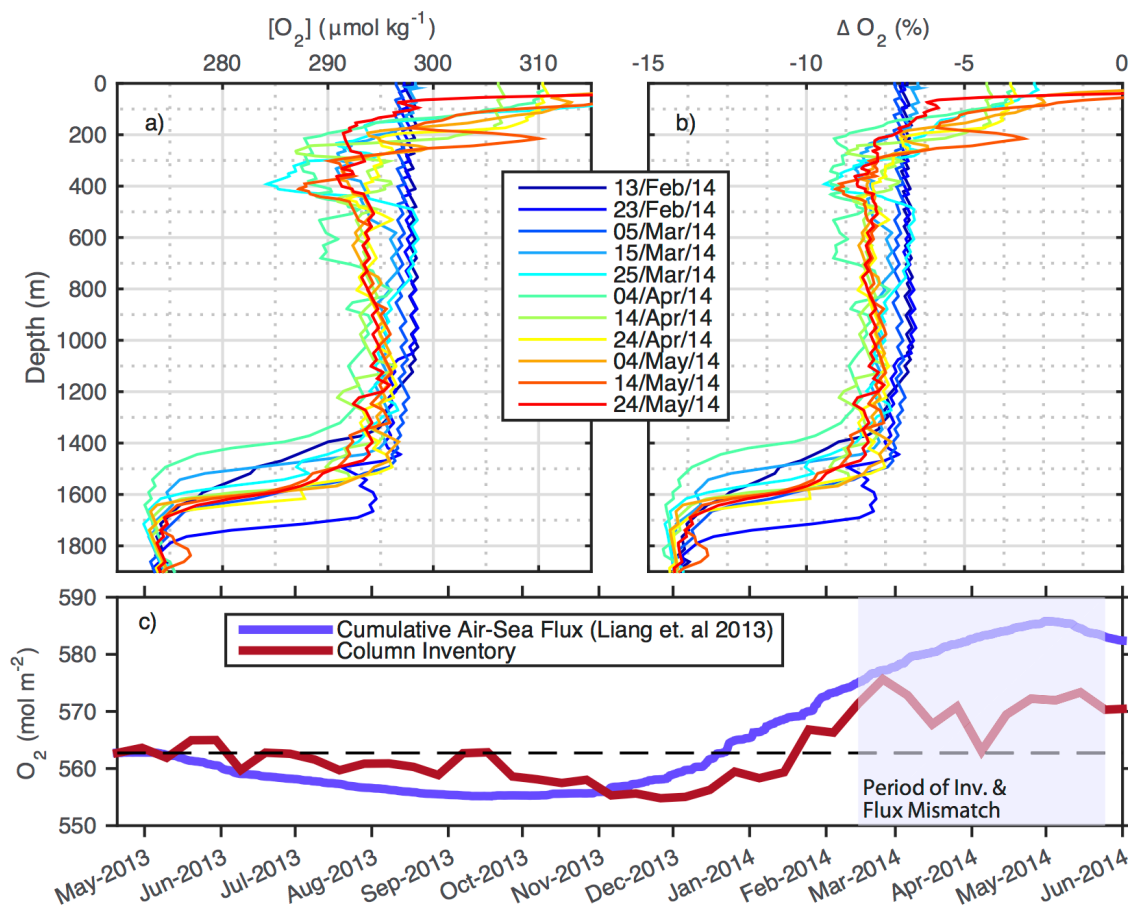 [O2] (μmol kg-1)
Δ O2 (%)
280 290 300 310
-15 -10 -5 0
Depth (m)
0
200
400
600
800
1000
1200
1400
1600
1800
a)
b)
13/Feb/14
23/Feb/14
05/Mar/14
15/Mar/14
25/Mar/14
04/Apr/14
14/Apr/14
24/Apr/14
04/May/14
14/May/14
24/May/14
O2 (mol m-2)
590
580
570
560
550
c)
Cumulative Air-Sea Flux (Liang et. al 2013)
Column Inventory
Period of Inv. &
Flux Mismatch
May-2013
Jun-2013
Jul-2013
Aug-2013
Sep-2013
Oct-2013
Nov-2013
Dec-2013
Jan-2014
Feb-2014
Mar-2014
Apr-2014
May-2014
Jun-2014